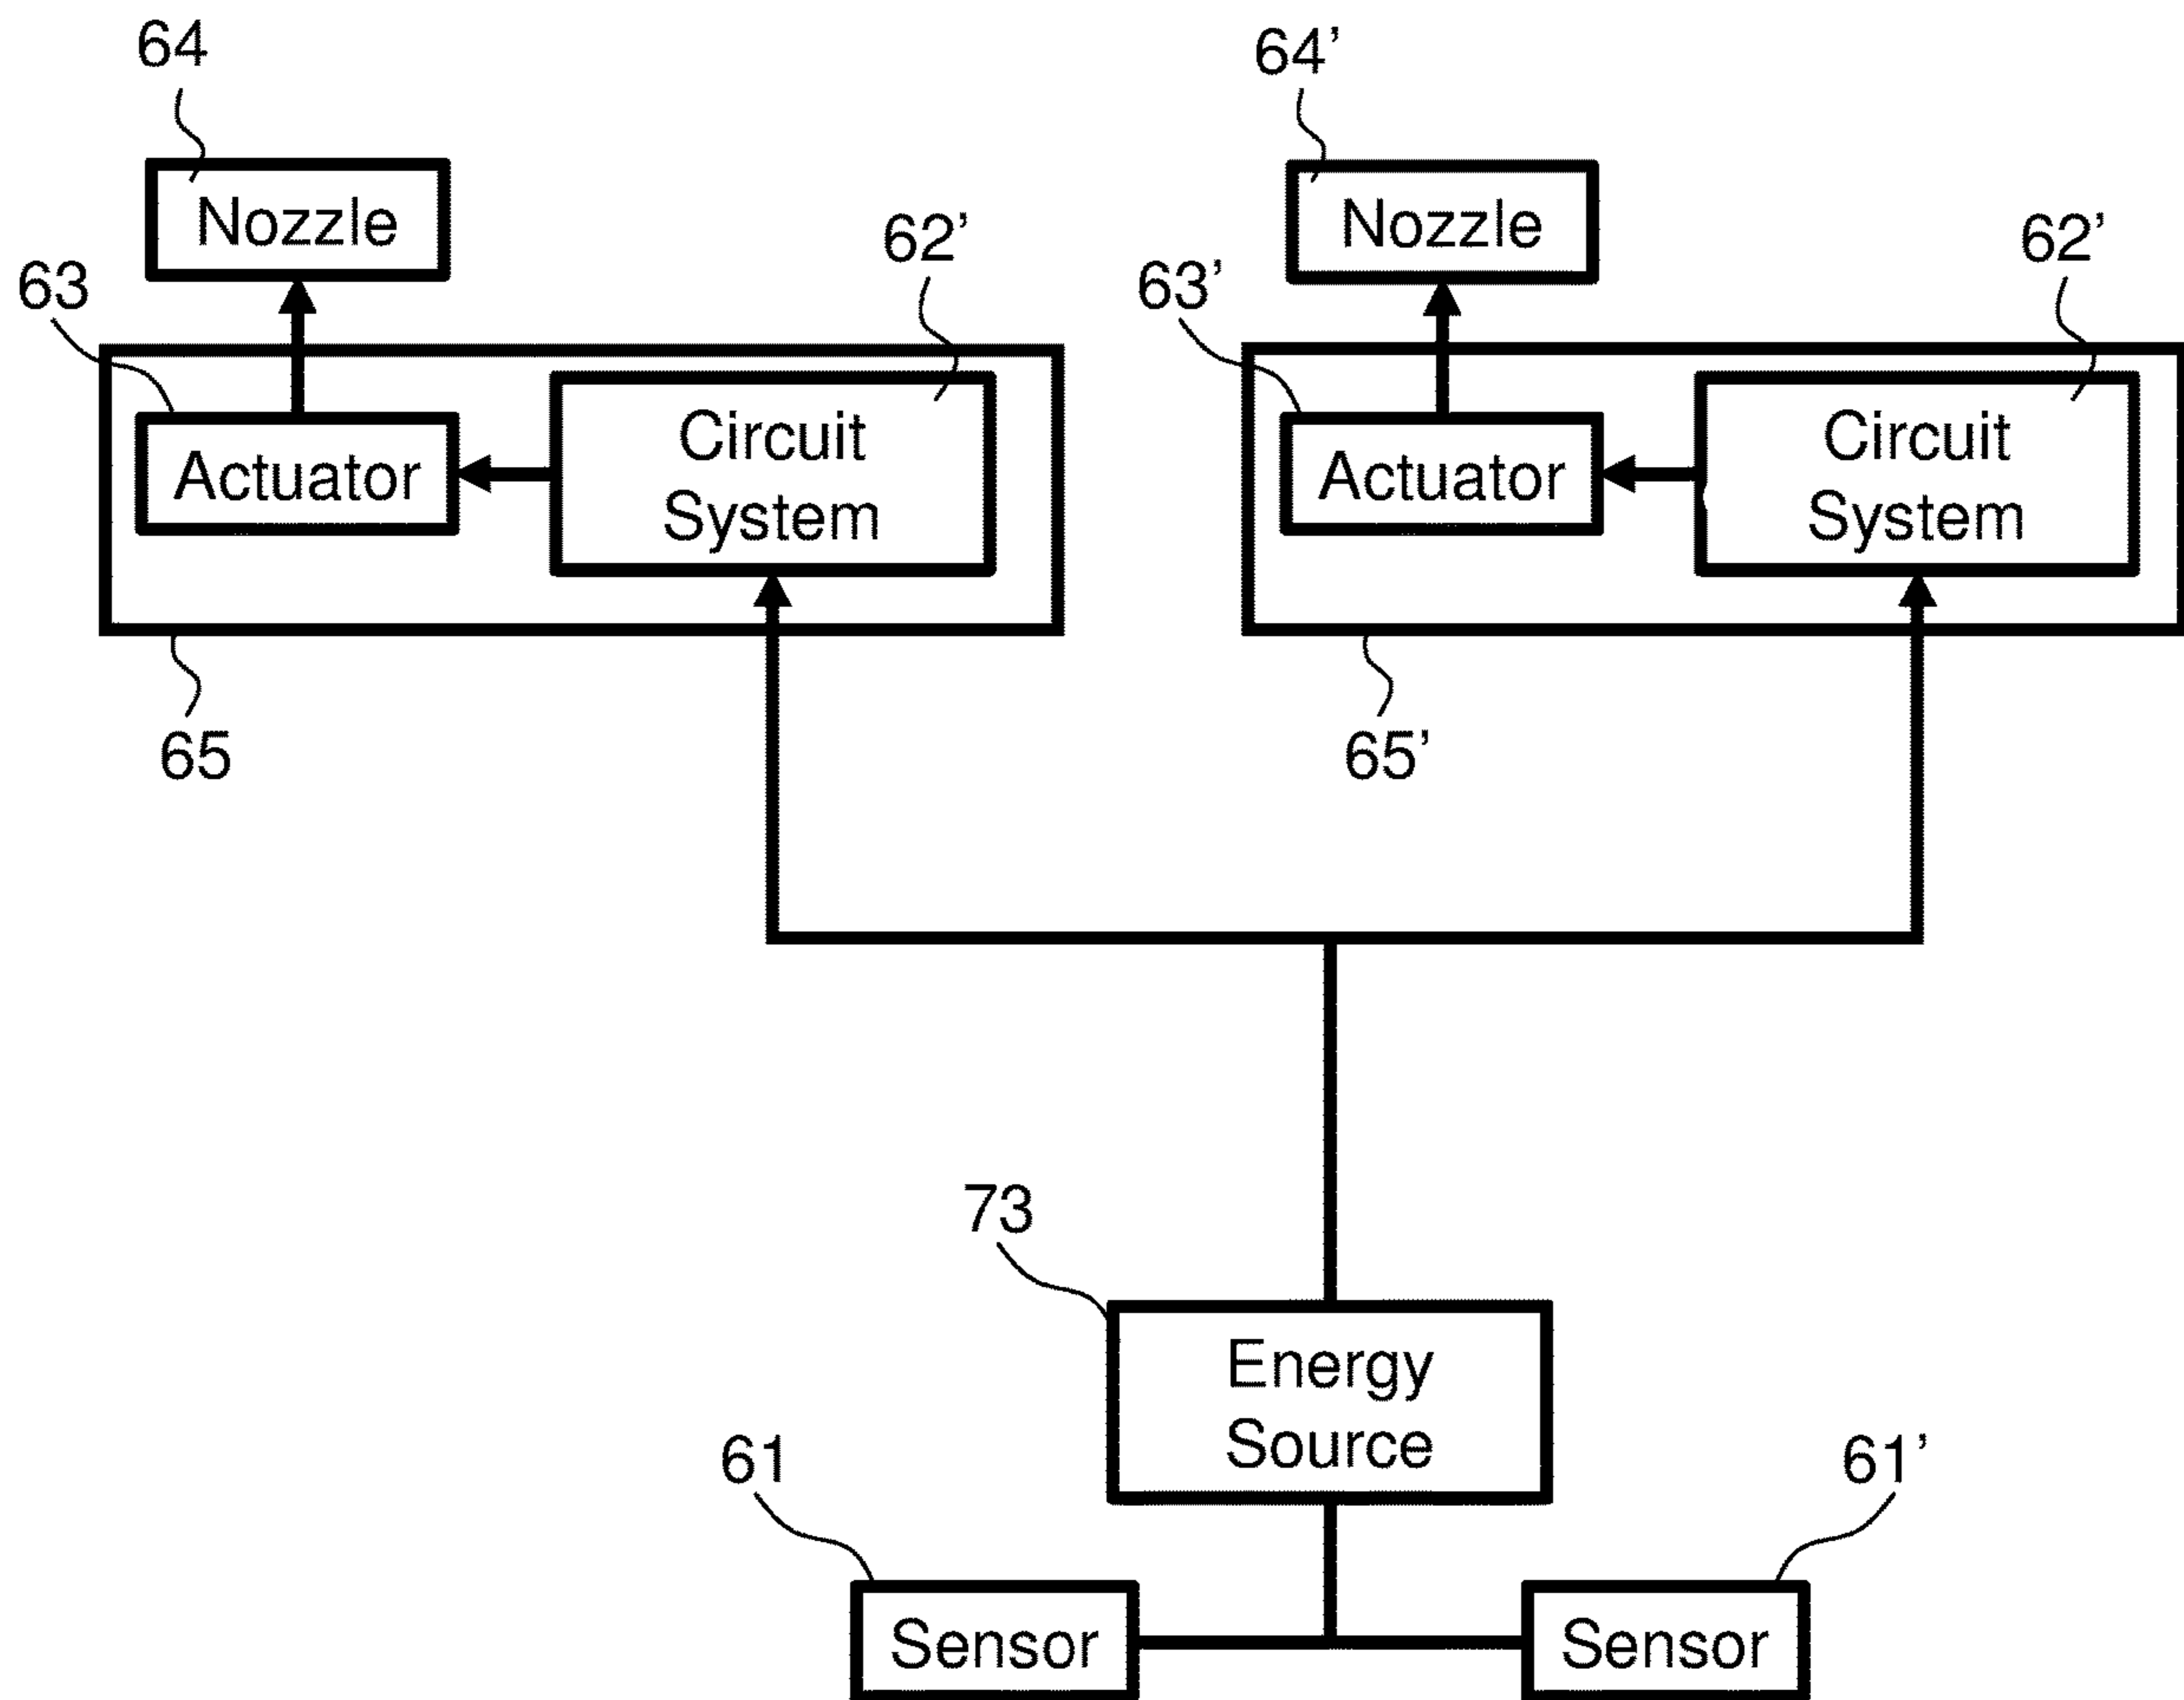 64
64’
Nozzle
Nozzle
62’
62’
63
63’
Circuit
System
Actuator
Circuit
System
Actuator
65
65’
73
Energy
Source
61
61’
Sensor
Sensor